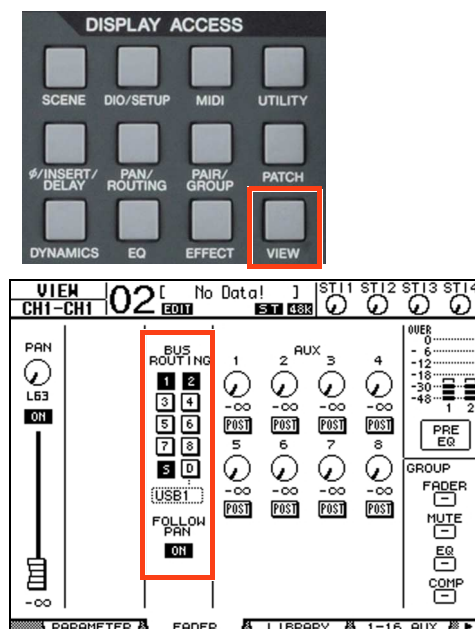 DISPLAY ACCESS
SCENE DIO/SETUP MIDI UTILITY
ø/INSERT/DELAY PAN/ROUTING PAIR/GROUP PATCH
DYNAMICS EQ EFFECT VIEW
VIEW
CH1-CH1
02
[ No Data! ]
EDIT ST 48K
STI1 STI2 STI3 STI4
PAN
L63
ON
-∞
BUS
ROUTING
1 2
3 4
5 6
7 8
S D
USB1
FOLLOW
PAN
ON
AUX
1 2 3 4
-∞ -∞ -∞ -∞
POST POST POST POST
5 6 7 8
-∞ -∞ -∞ -∞
POST POST POST POST
OVER
0
-6
-12
-18
-30
-48
1 2
PRE
EQ
GROUP
FADER
MUTE
EQ
COMP
PARAMETER FADER LIBRARY 1-16 AUX